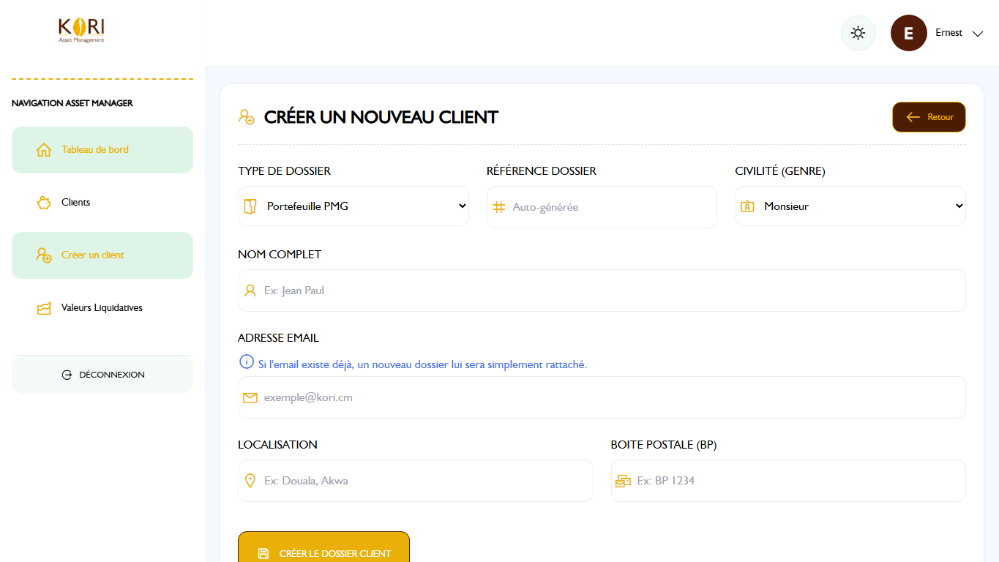 KORI
Asset Management
E
Ernest
NAVIGATION ASSET MANAGER
Tableau de bord
Clients
Créer un client
Valeurs Liquidatives
DÉCONNEXION
CRÉER UN NOUVEAU CLIENT
Retour
TYPE DE DOSSIER
RÉFÉRENCE DOSSIER
CIVILITÉ (GENRE)
Portefeuille PMG
Auto-générée
Monsieur
NOM COMPLET
Ex: Jean Paul
ADRESSE EMAIL
Si l'email existe déjà, un nouveau dossier lui sera simplement rattaché.
exemple@kori.cm
LOCALISATION
BOITE POSTALE (BP)
Ex: Douala, Akwa
Ex: BP 1234
CRÉER LE DOSSIER CLIENT